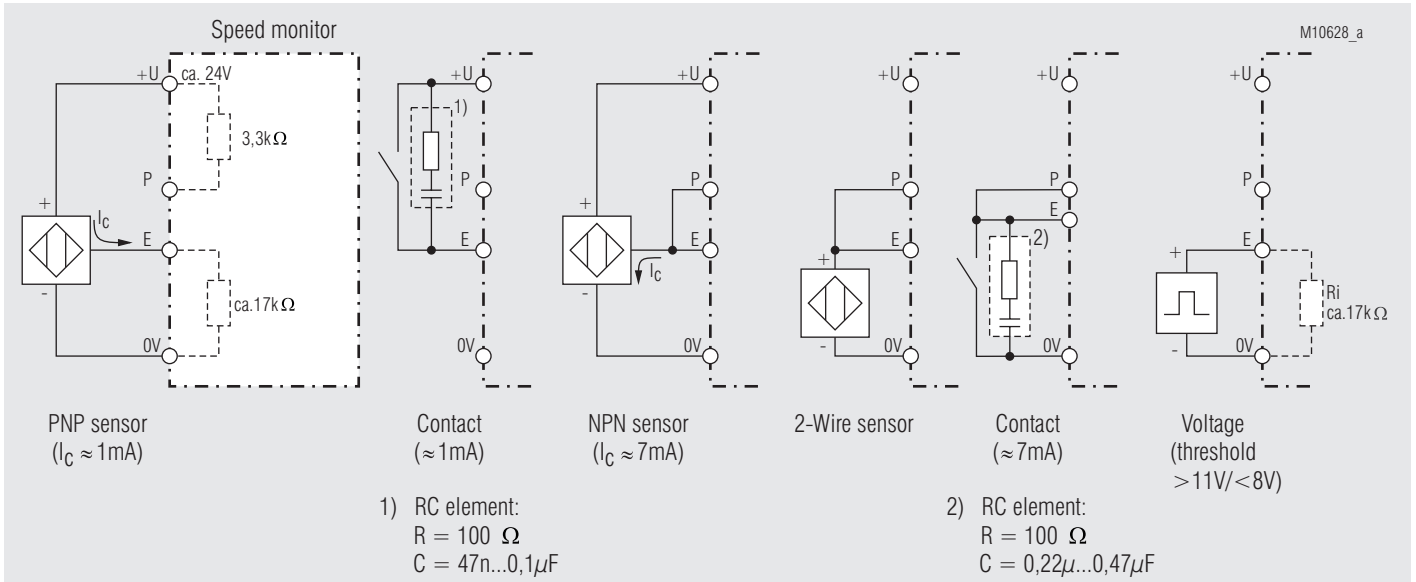 Speed monitor
M10628_a
+U
ca. 24V
3,3kΩ
P
+
I_C
E
ca.17kΩ
-
0V
+U
1)
P
E
0V
+U
P
+
E
I_C
-
0V
+U
P
E
+
-
0V
+U
P
E
2)
0V
+U
P
E
+
Ri
ca.17kΩ
-
0V
PNP sensor
(I_C ≈ 1mA)
Contact
(≈1mA)
NPN sensor
(I_C ≈ 7mA)
2-Wire sensor
Contact
(≈7mA)
Voltage
(threshold
>11V/<8V)
1) RC element:
R = 100 Ω
C = 47n...0,1µF
2) RC element:
R = 100 Ω
C = 0,22µ...0,47µF